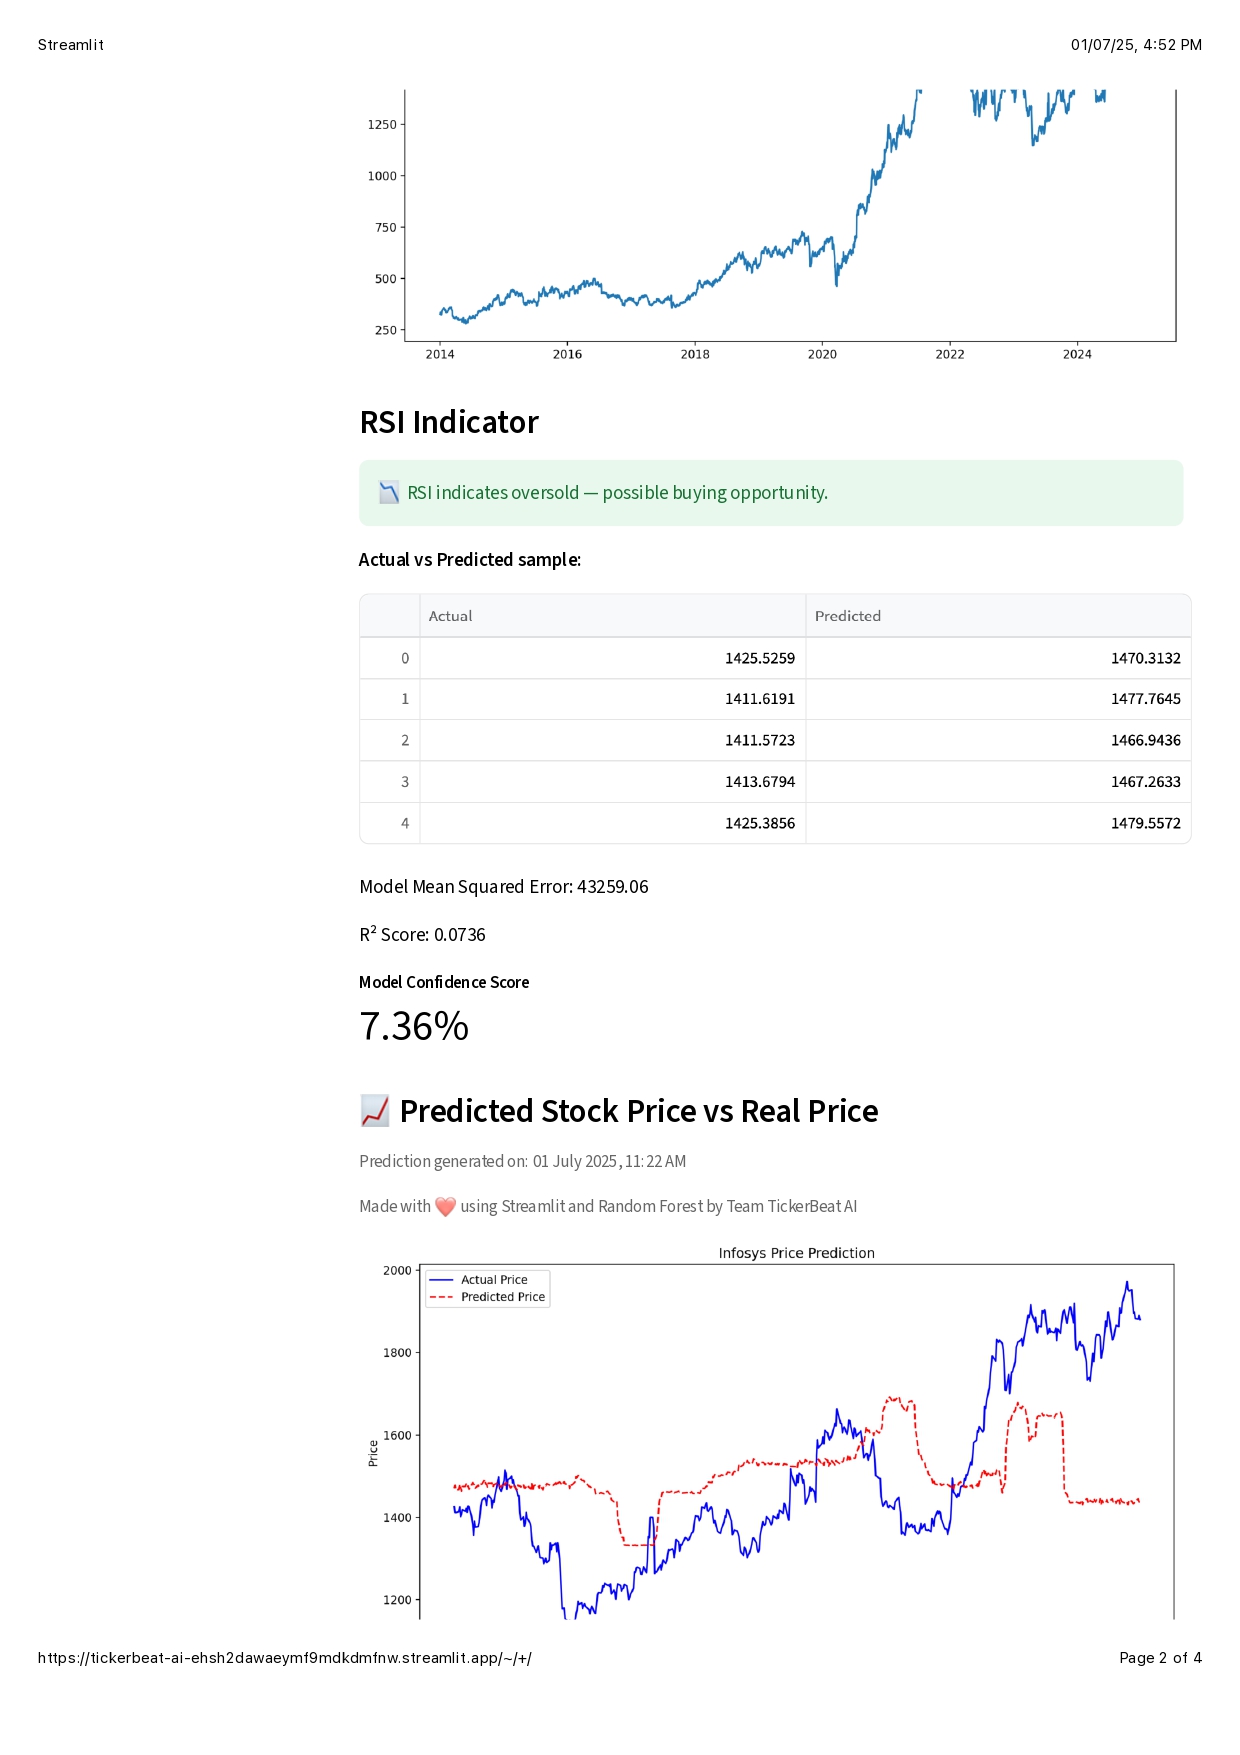 Streamlit 01/07/25, 4:52 PM
1250
1000
750
500
250
2014 2016 2018 2020 2022 2024
RSI Indicator
📉 RSI indicates oversold — possible buying opportunity.
Actual vs Predicted sample:
Actual Predicted
0 1425.5259 1470.3132
1 1411.6191 1477.7645
2 1411.5723 1466.9436
3 1413.6794 1467.2633
4 1425.3856 1479.5572
Model Mean Squared Error: 43259.06
R² Score: 0.0736
Model Confidence Score
7.36%
📈 Predicted Stock Price vs Real Price
Prediction generated on: 01 July 2025, 11:22 AM
Made with ❤️ using Streamlit and Random Forest by Team TickerBeat AI
Infosys Price Prediction
Actual Price
Predicted Price
2000
1800
1600
1400
1200
Price
https://tickerbeat-ai-ehsh2dawaeymf9mdkdmfnw.streamlit.app/~/+/ Page 2 of 4